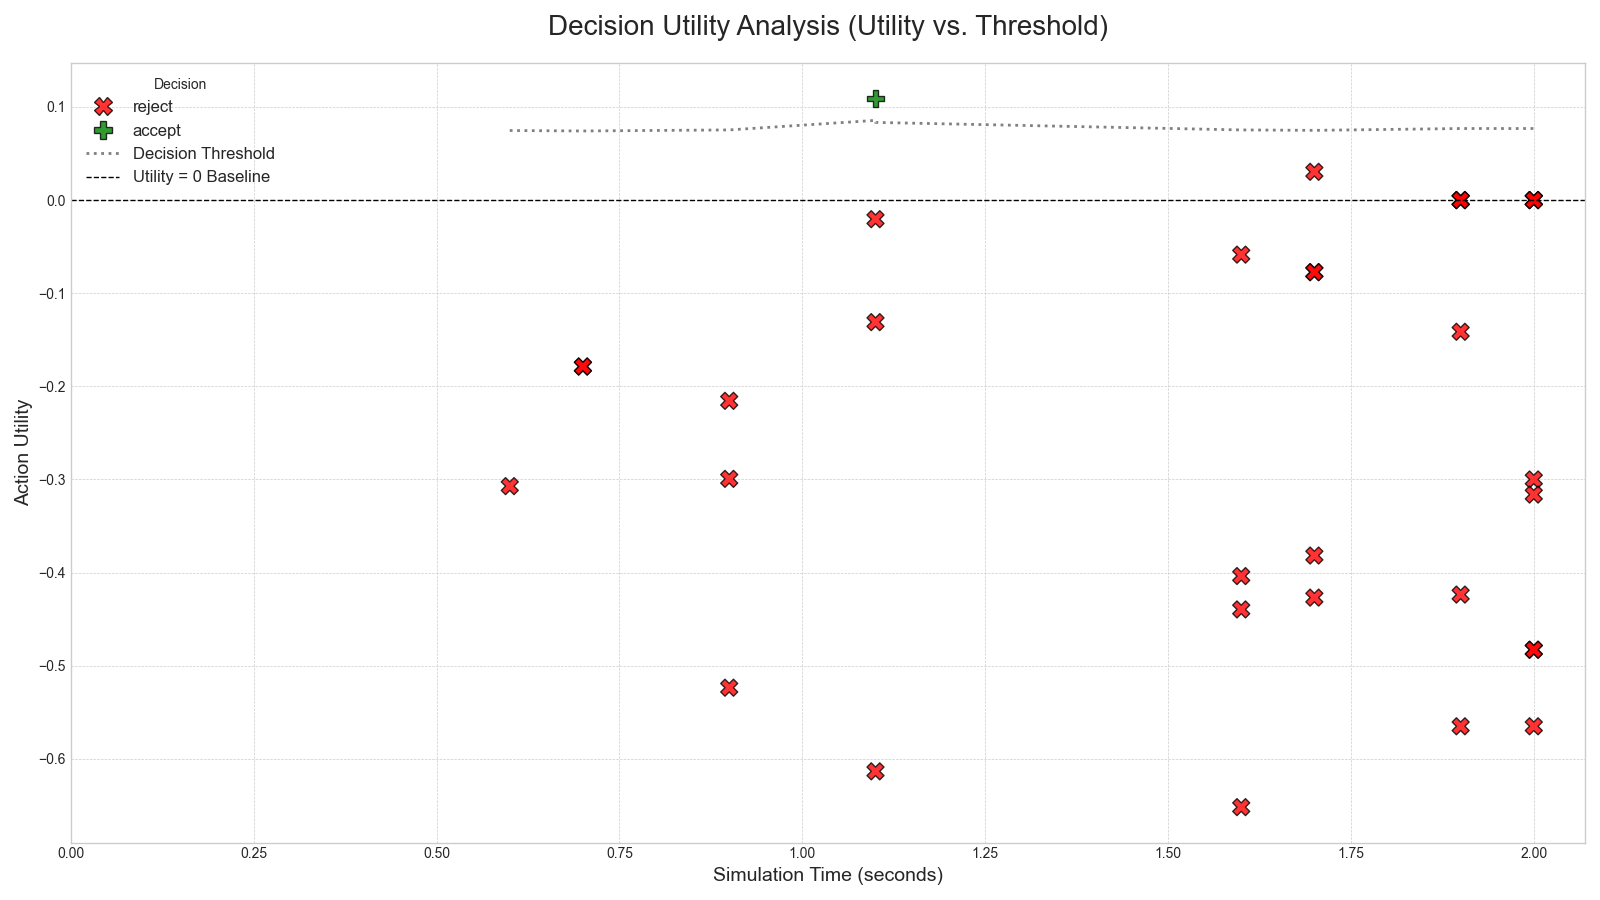 Decision Utility Analysis (Utility vs. Threshold)
Decision
reject
accept
Decision Threshold
Utility = 0 Baseline
Action Utility
0.1
0.0
−0.1
−0.2
−0.3
−0.4
−0.5
−0.6
0.00 0.25 0.50 0.75 1.00 1.25 1.50 1.75 2.00
Simulation Time (seconds)